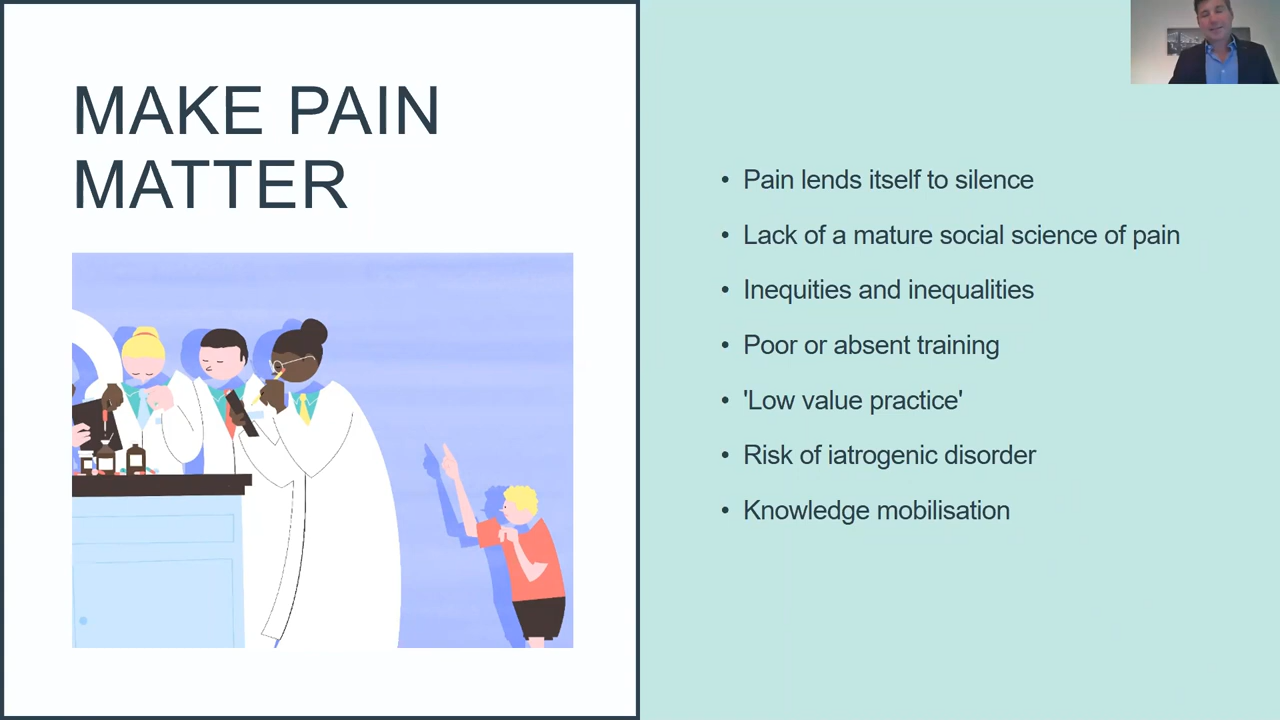 MAKE PAIN
MATTER
• Pain lends itself to silence
• Lack of a mature social science of pain
• Inequities and inequalities
• Poor or absent training
• 'Low value practice'
• Risk of iatrogenic disorder
• Knowledge mobilisation